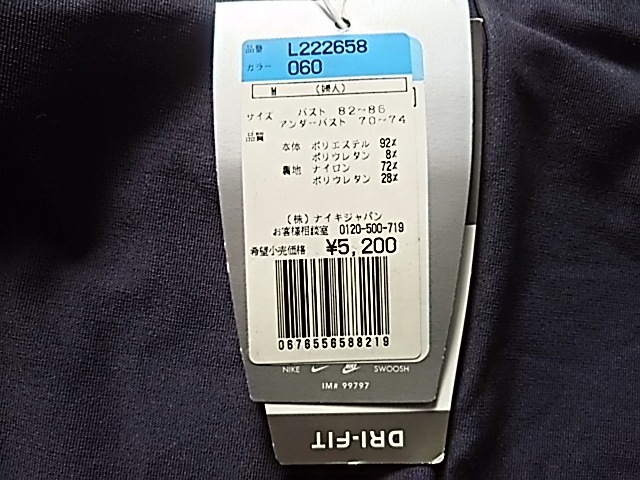 品番 L222658
カラー 060
M (婦人)
サイズ バスト 82~86
アンダーバスト 70~74
品質
本体 ポリエステル 92%
ポリウレタン 8%
裏地 ナイロン 72%
ポリウレタン 28%
(株)ナイキジャパン
お客様相談室 0120-500-719
希望小売価格 ¥5,200
0676556588219
NIKE SWOOSH
IM# 99797
DRI-FIT